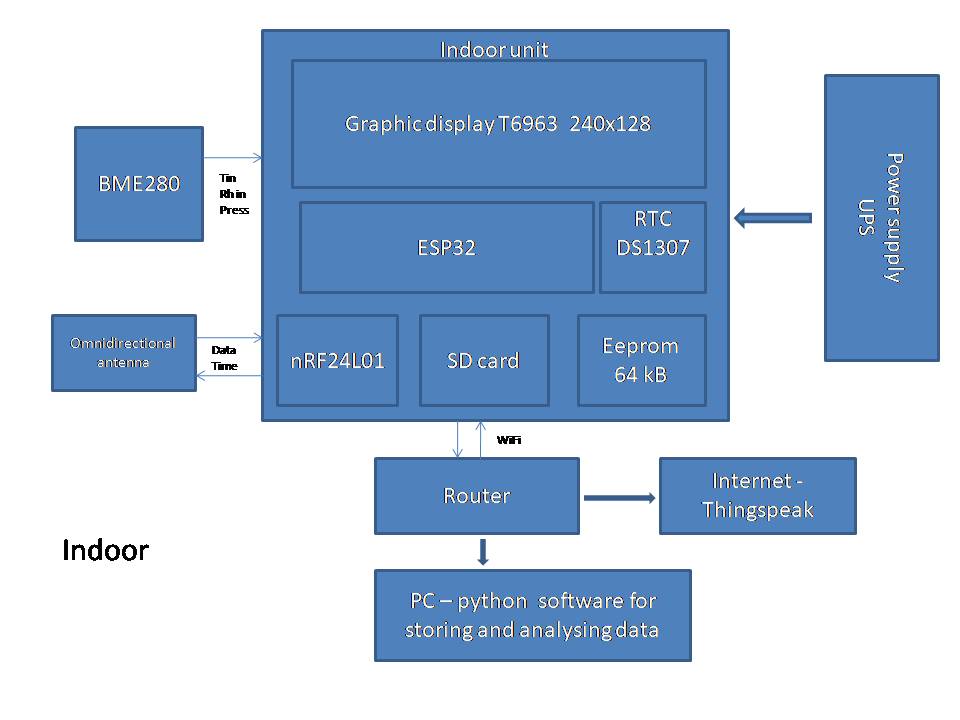 Indoor unit
Graphic display T6963 240x128
BME280
Tin
Rh in
Press
ESP32
RTC
DS1307
Power supply
UPS
Omnidirectional
antenna
Data
Time
nRF24L01
SD card
Eeprom
64 kB
WiFi
Router
Internet -
Thingspeak
Indoor
PC – python software for
storing and analysing data